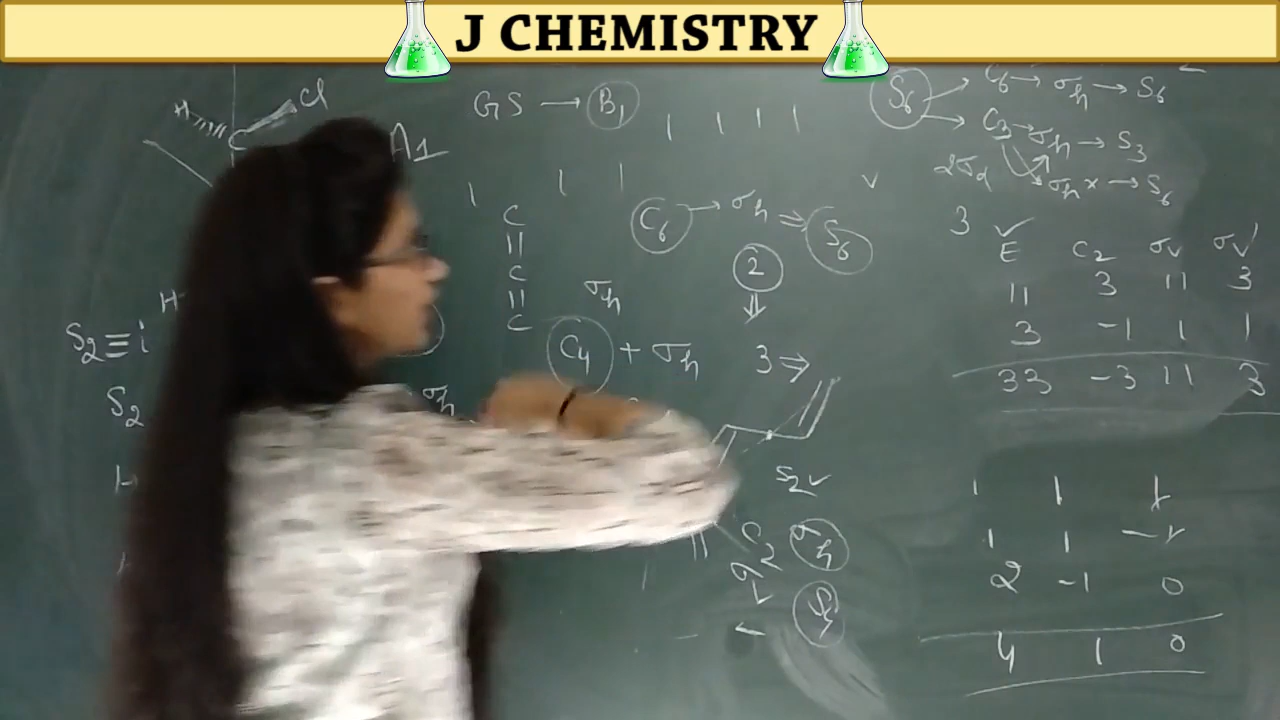 J CHEMISTRY
H C Cl
A1
GS → B1
| | | |
| | |
C
||
C
||
C
S6 → C6 → σh → S6
→ C3 → σh → S3
σh × → S6
2σd
C6 → σh ⇒ S6
2
⇓
3 ⇒
σh
C4 + σh
H
S2 ≡ i
S2
σh
3
E C2 σv σv'
11 3 11 3
3 -1 1 1
33 -3 11 3
S2 ✓
S2 σh
1 1 1
1 1 -1
2 -1 0
4 1 0